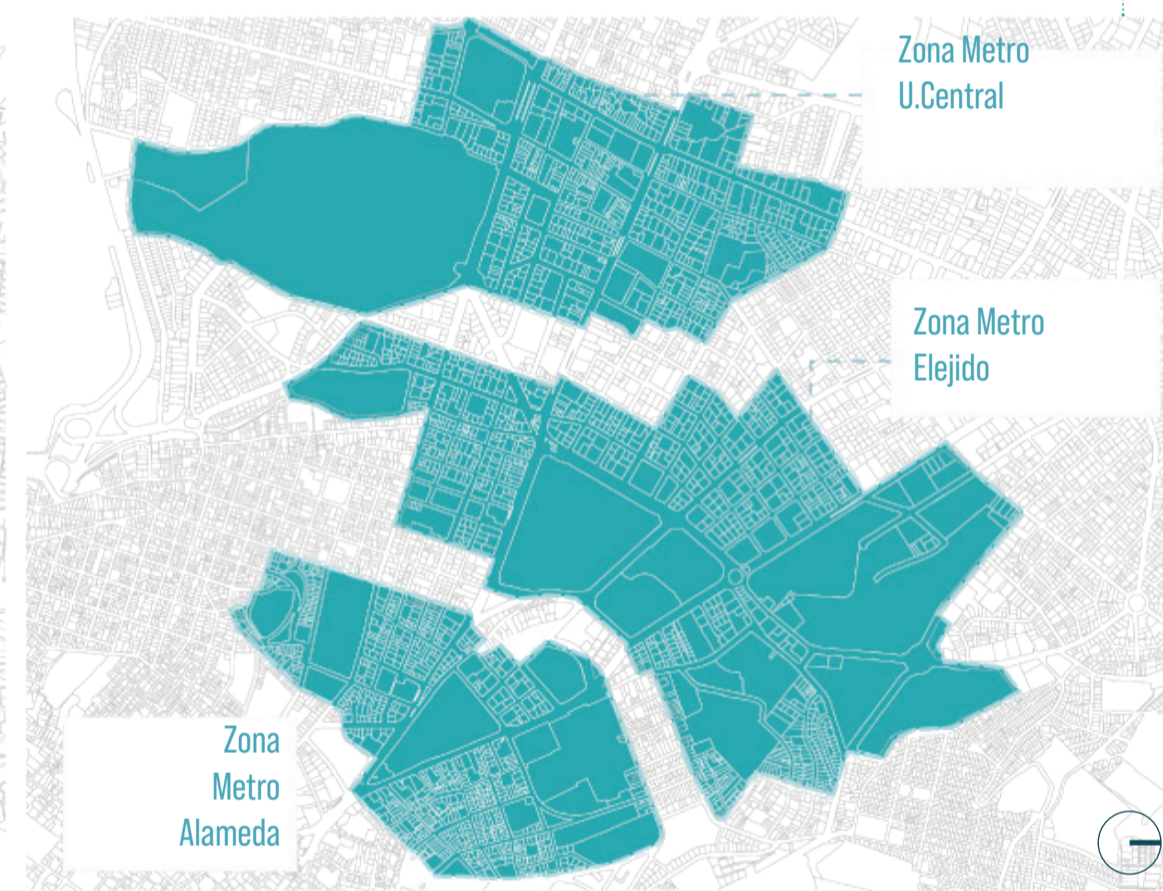 Zona Metro
U.Central
Zona Metro
Elejido
Zona
Metro
Alameda